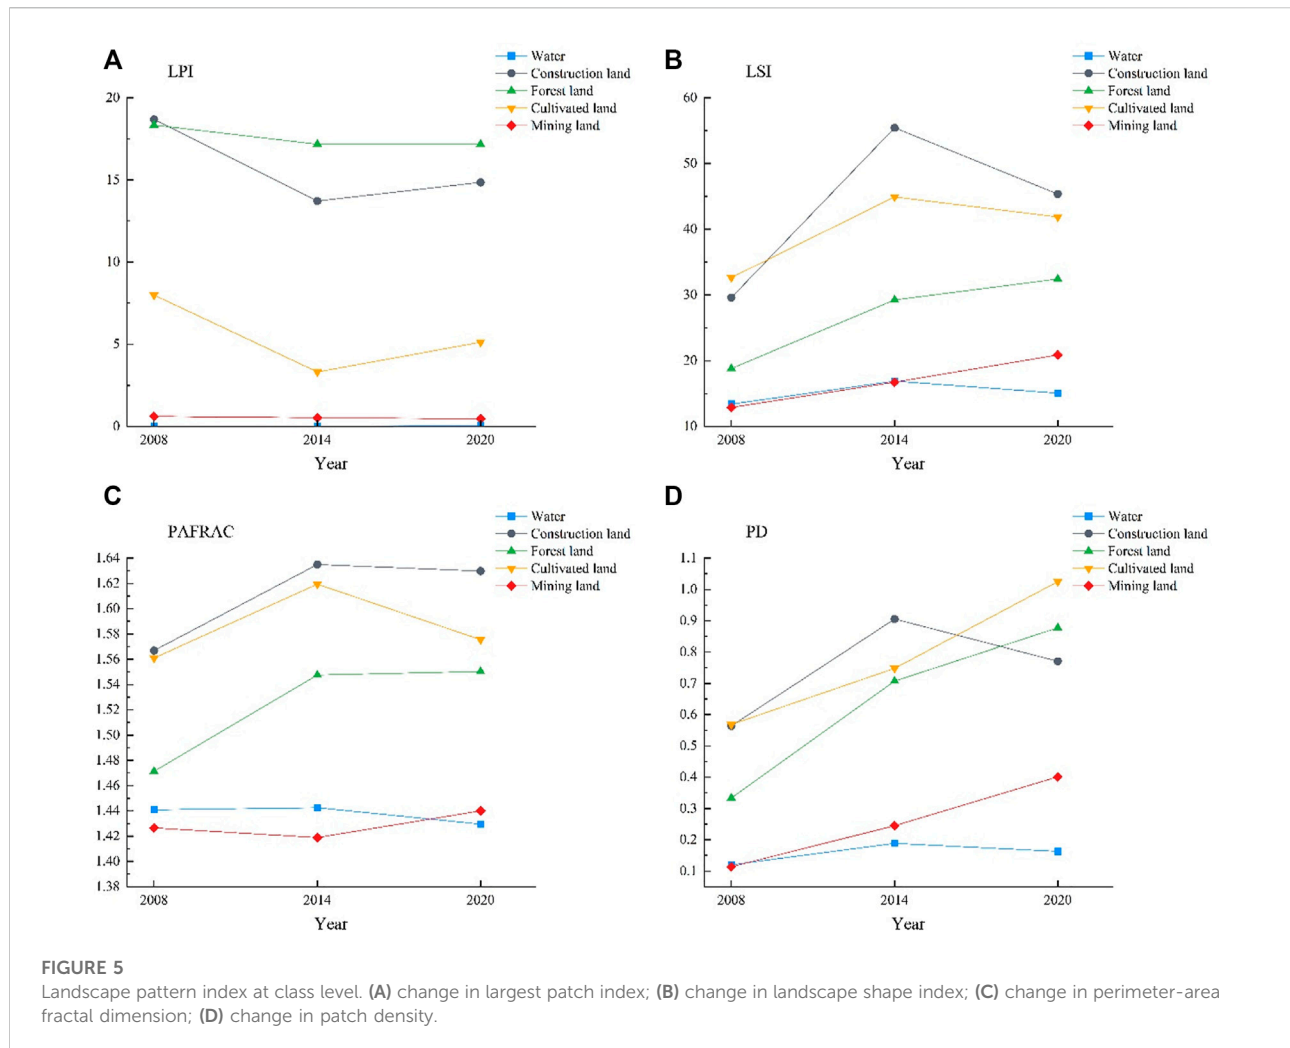 A
LPI
Water
Construction land
Forest land
Cultivated land
Mining land
20
15
10
5
0
2008
2014
2020
Year
B
LSI
Water
Construction land
Forest land
Cultivated land
Mining land
60
50
40
30
20
10
2008
2014
2020
Year
C
PAFRAC
Water
Construction land
Forest land
Cultivated land
Mining land
1.64
1.62
1.60
1.58
1.56
1.54
1.52
1.50
1.48
1.46
1.44
1.42
1.40
1.38
2008
2014
2020
Year
D
PD
Water
Construction land
Forest land
Cultivated land
Mining land
1.1
1.0
0.9
0.8
0.7
0.6
0.5
0.4
0.3
0.2
0.1
2008
2014
2020
Year
FIGURE 5
Landscape pattern index at class level. (A) change in largest patch index; (B) change in landscape shape index; (C) change in perimeter-area
fractal dimension; (D) change in patch density.